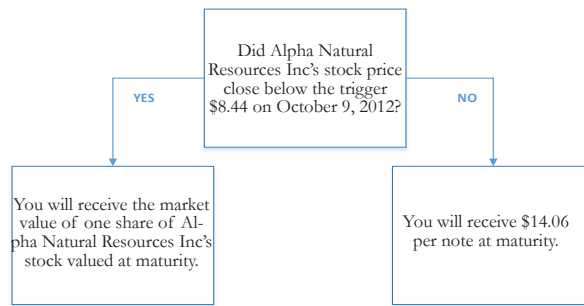 Did Alpha Natural
Resources Inc's stock price
close below the trigger
$8.44 on October 9, 2012?
YES
NO
You will receive the market
value of one share of Al-
pha Natural Resources Inc's
stock valued at maturity.
You will receive $14.06
per note at maturity.